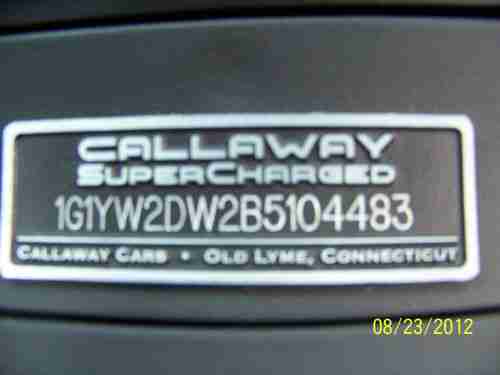 CALLAWAY
SUPERCHARGED
1G1YW2DW2B5104483
CALLAWAY CARS • OLD LYME, CONNECTICUT
08/23/2012